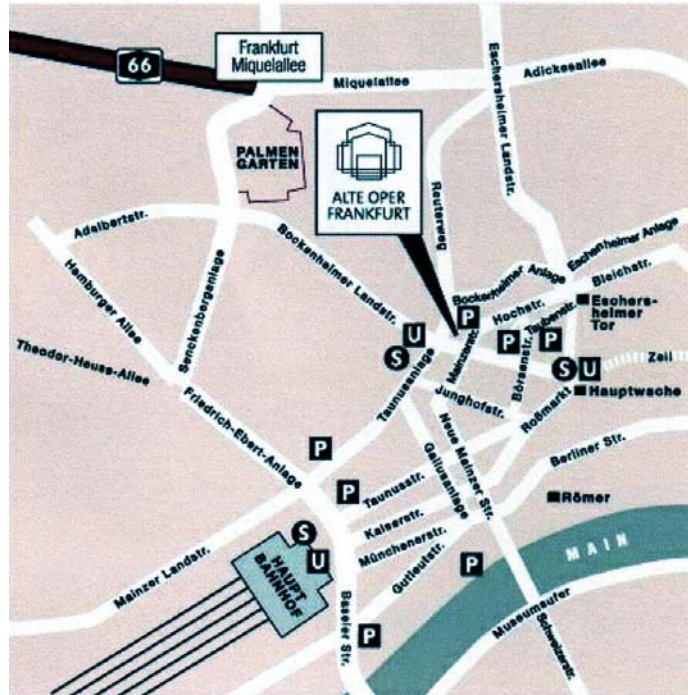 66
Frankfurt
Miquelallee
Miquelallee
Adickesallee
Eschersheimer Landstr.
PALMEN
GARTEN
ALTE OPER
FRANKFURT
Reuterweg
Adalbertstr.
Bockenheimer Landstr.
Hamburger Allee
Senckenberganlage
Theodor-Heuss-Allee
Bockenheimer Anlage
Eschenheimer Anlage
Bleichstr.
Hochstr.
Taubenstr.
Eschers-
heimer
Tor
P
P
P
U
S
Mainzerstr.
Börsenstr.
Zeil
S
U
Hauptwache
Taunusanlage
Junghofstr.
Roßmarkt
Friedrich-Ebert-Anlage
Neue Mainzer Str.
Gallusanlage
Berliner Str.
P
P
Taunusstr.
Kaiserstr.
Römer
Münchenerstr.
MAIN
S
U
HAUPT
BAHNHOF
Mainzer Landstr.
Gutleutstr.
P
Baseler Str.
P
Museumsufer
Schweizerstr.